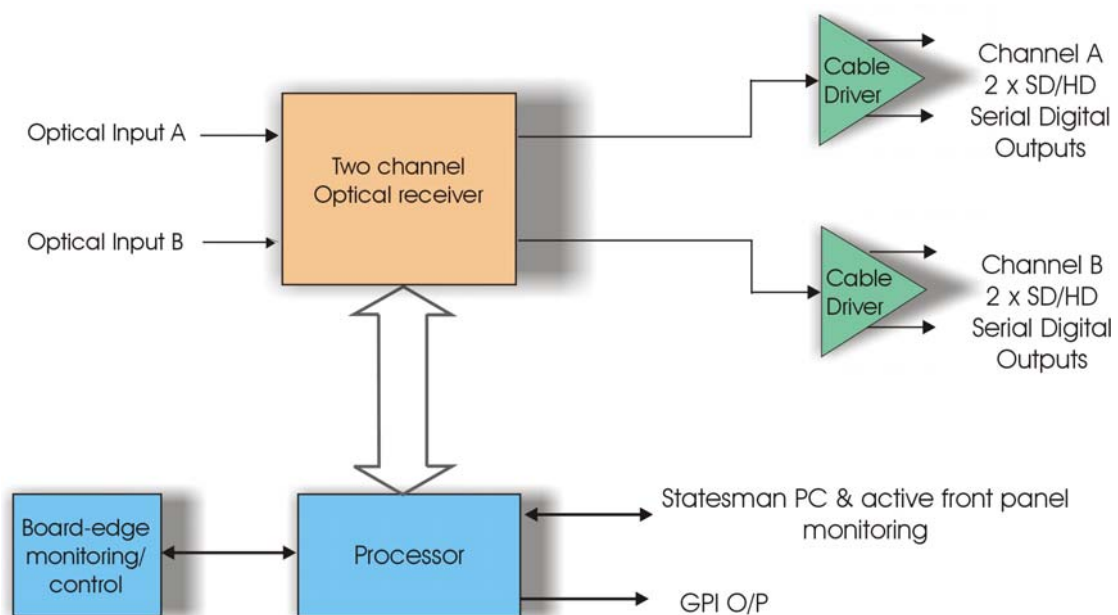 Optical Input A
Optical Input B
Two channel
Optical receiver
Cable
Driver
Channel A
2 x SD/HD
Serial Digital
Outputs
Cable
Driver
Channel B
2 x SD/HD
Serial Digital
Outputs
Board-edge
monitoring/
control
Processor
Statesman PC & active front panel
monitoring
GPI O/P